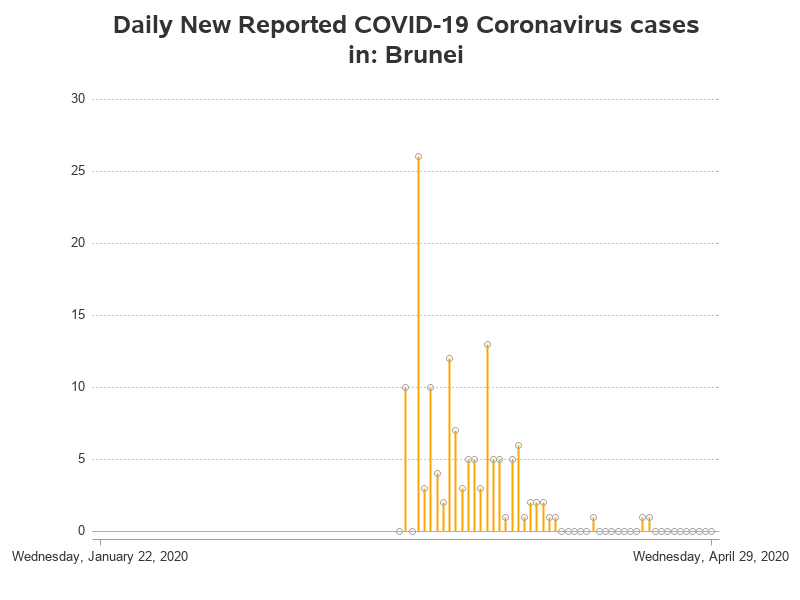 Daily New Reported COVID-19 Coronavirus cases
in: Brunei
30
25
20
15
10
5
0
Wednesday, January 22, 2020
Wednesday, April 29, 2020